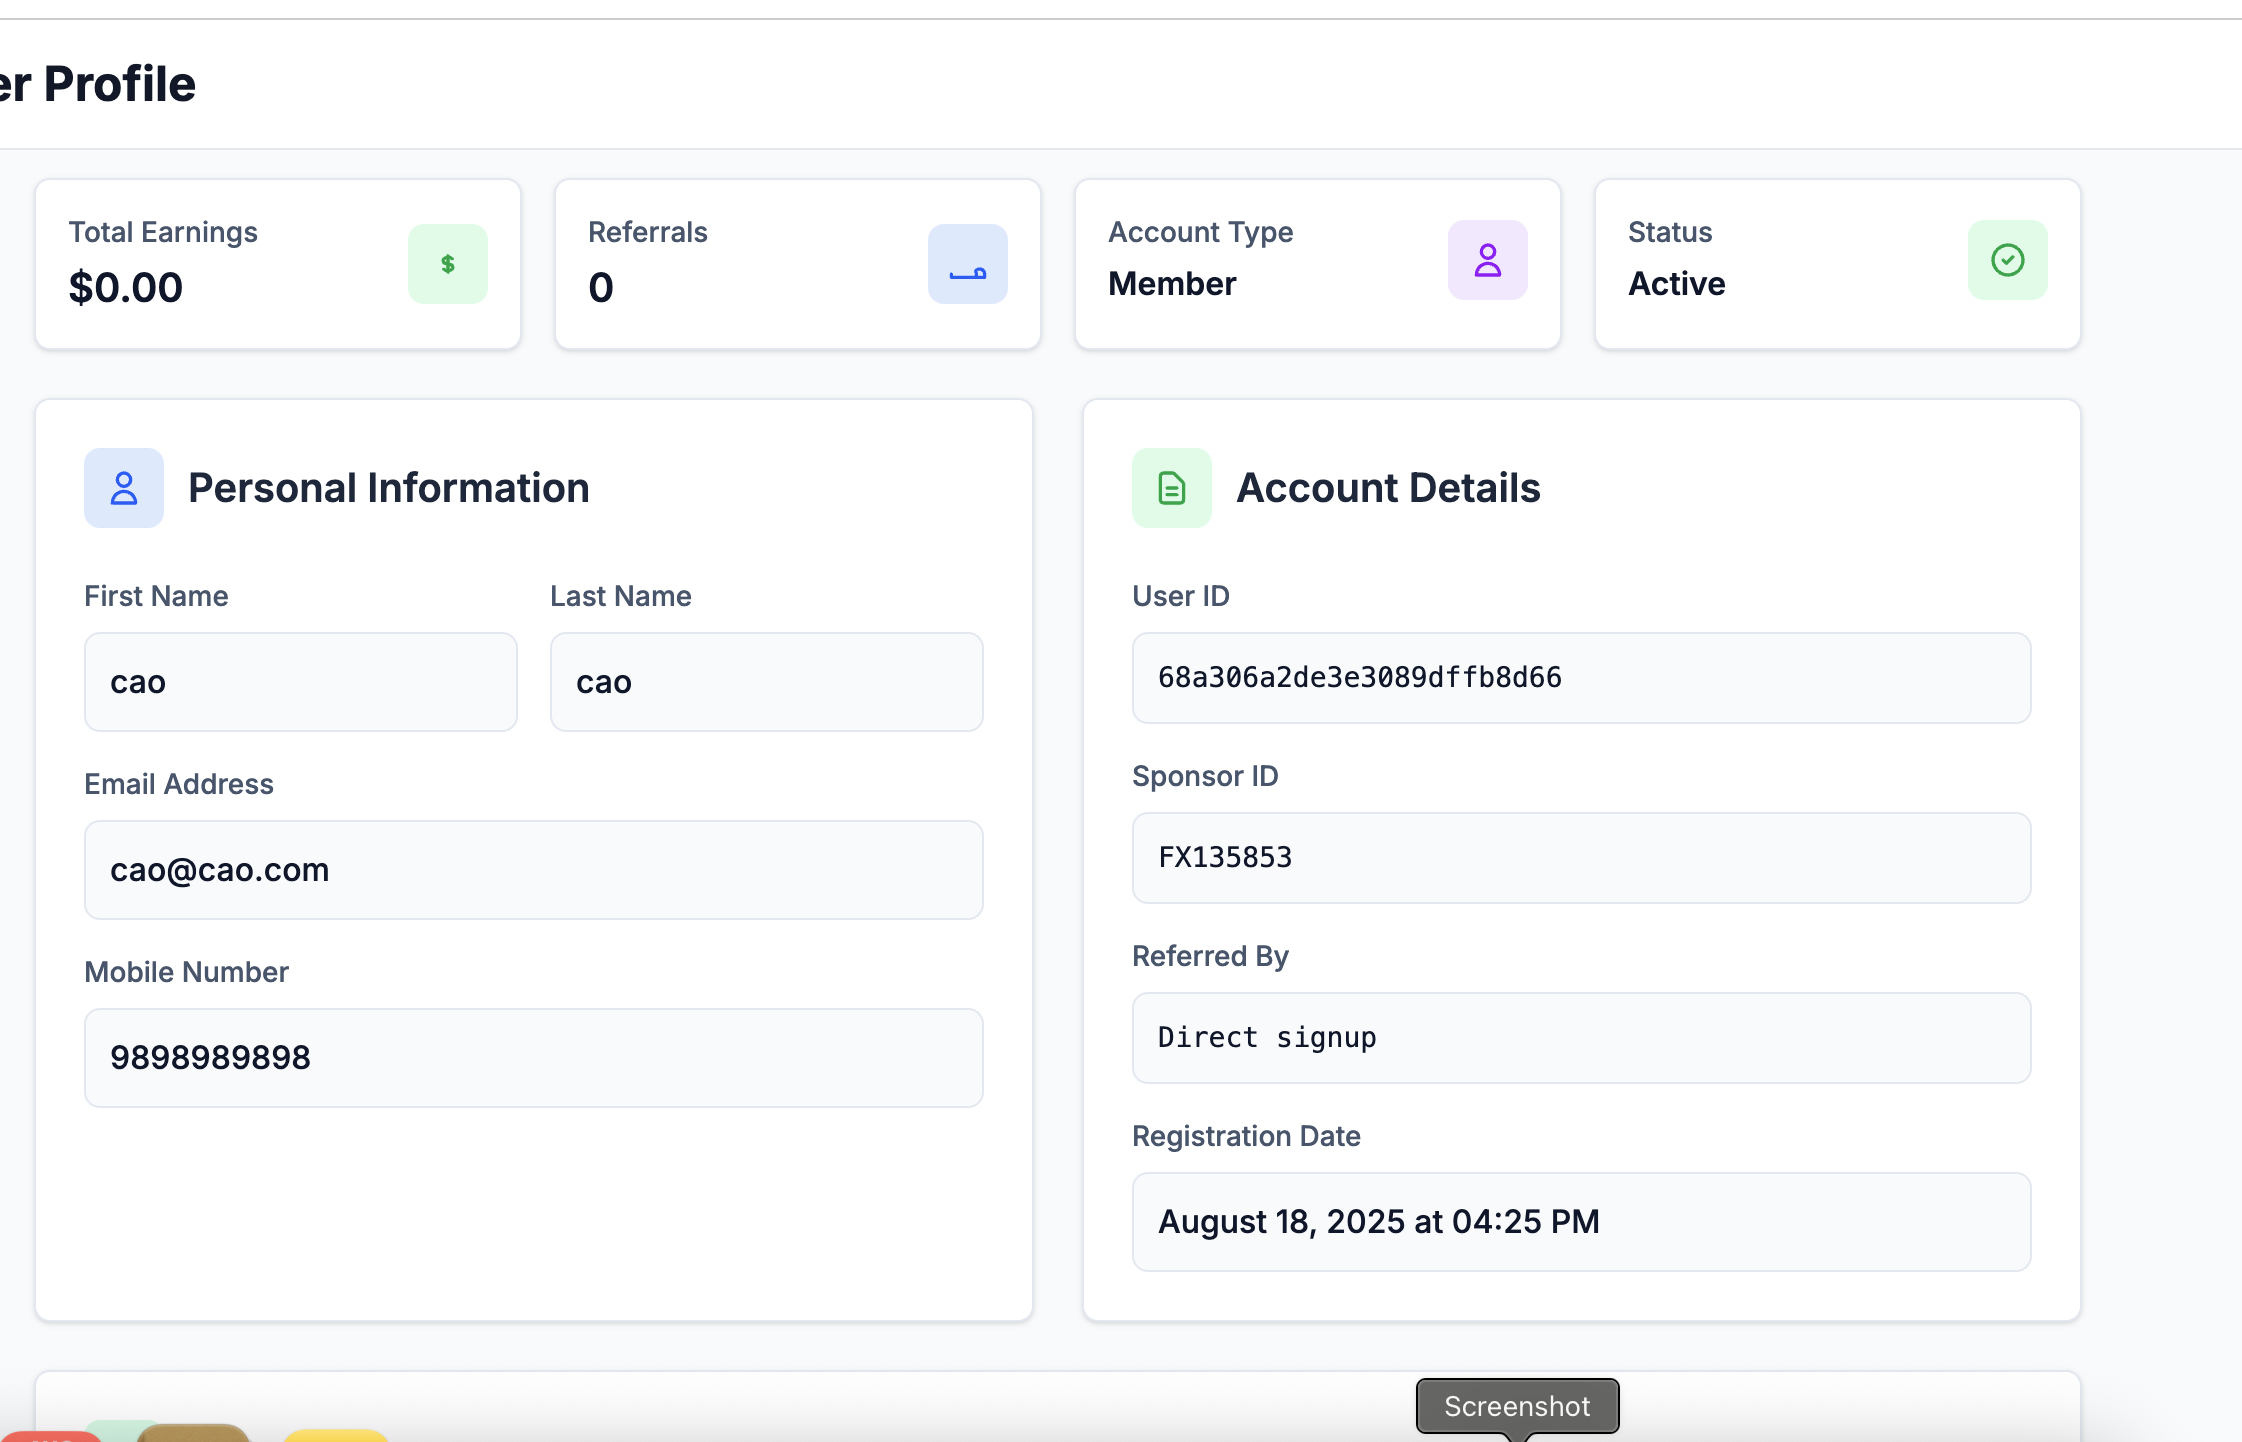 er Profile
Total Earnings
$0.00
$
Referrals
0
Account Type
Member
Status
Active
Personal Information
First Name
Last Name
cao
cao
Email Address
cao@cao.com
Mobile Number
9898989898
Account Details
User ID
68a306a2de3e3089dffb8d66
Sponsor ID
FX135853
Referred By
Direct signup
Registration Date
August 18, 2025 at 04:25 PM
Screenshot